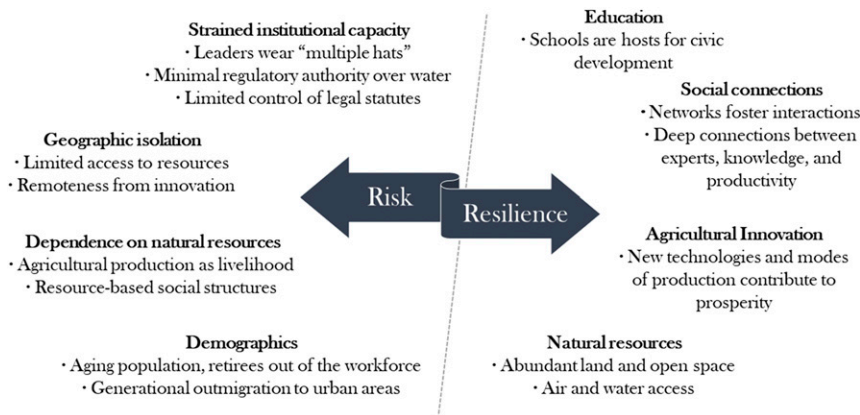 Strained institutional capacity
· Leaders wear “multiple hats”
· Minimal regulatory authority over water
· Limited control of legal statutes
Geographic isolation
· Limited access to resources
· Remoteness from innovation
Dependence on natural resources
· Agricultural production as livelihood
· Resource-based social structures
Demographics
· Aging population, retirees out of the workforce
· Generational outmigration to urban areas
Risk
Resilience
Education
· Schools are hosts for civic
development
Social connections
· Networks foster interactions
· Deep connections between
experts, knowledge, and
productivity
Agricultural Innovation
· New technologies and modes
of production contribute to
prosperity
Natural resources
· Abundant land and open space
· Air and water access